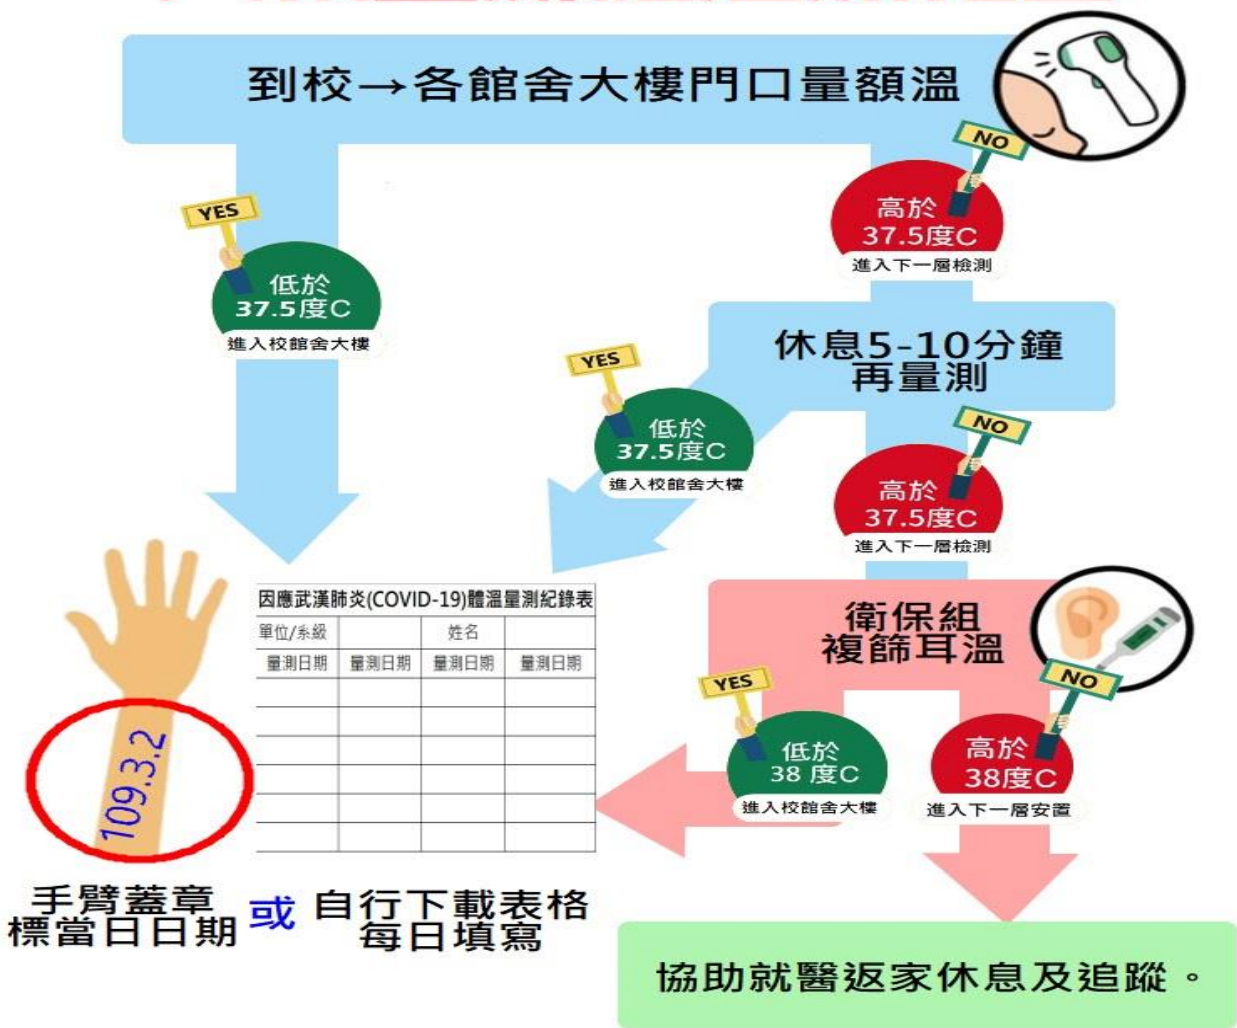 到校→各館舍大樓門口量額溫
NO
高於
37.5度C
進入下一層檢測
YES
低於
37.5度C
進入校館舍大樓
休息5-10分鐘
再量測
YES
低於
37.5度C
進入校館舍大樓
NO
高於
37.5度C
進入下一層檢測
衛保組
複篩耳溫
YES
低於
38度C
進入校館舍大樓
NO
高於
38度C
進入下一層安置
因應武漢肺炎(COVID-19)體溫量測紀錄表
單位/系級 姓名
量測日期 量測日期 量測日期 量測日期
109.3.2
手臂蓋章
標當日日期
或
自行下載表格
每日填寫
協助就醫返家休息及追蹤。